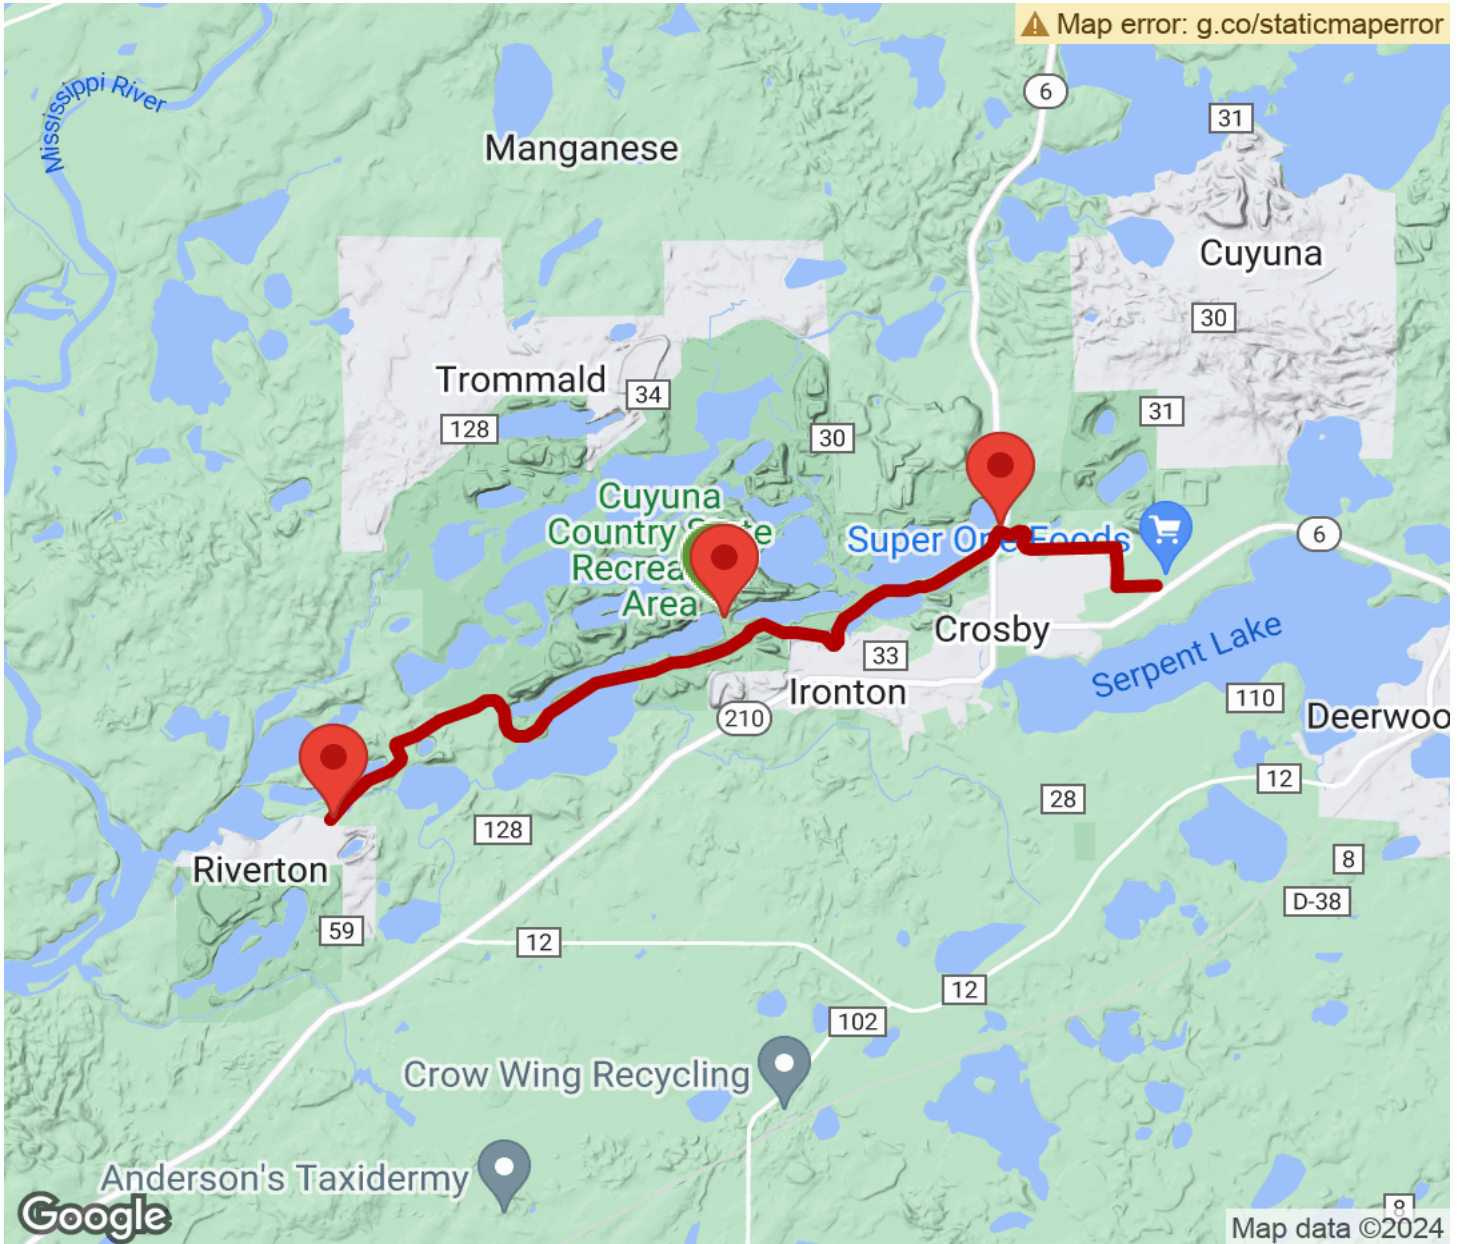 Map error: g.co/staticmaperror
Mississippi River
6
31
Manganese
Cuyuna
30
Trommald
34
128
30
31
Cuyuna
Country State
Recrea
Area
Super One Foods
6
Crosby
33
Serpent Lake
Ironton
110
210
Deerwoo
12
28
128
Riverton
8
D-38
59
12
12
102
Crow Wing Recycling
Anderson's Taxidermy
8
Google
Map data ©2024